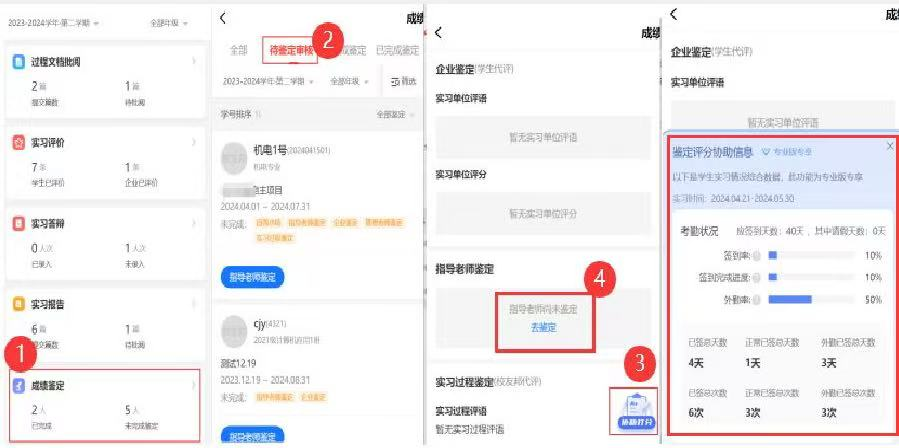 2023-2024学年-第二学期
全部年级
过程文档批阅
2篇
1篇
提交篇数
待批阅
实习评价
7条
1条
学生已评价
企业已评价
实习答辩
0人次
1人次
已录入
未录入
实习报告
6篇
1篇
提交篇数
待批阅
1
成绩鉴定
2人
5人
已完成
未完成鉴定
成绩
全部
待鉴定审核
2
成鉴定
已完成鉴定
2023-2024学年-第二学期
全部年级
筛选
学号排序
全部鉴定
机电1号(2024041501)
机电专业
自主项目
2024.04.01 ~ 2024.07.31
未完成:
指导老师鉴定
企业鉴定
指导老师鉴定
cjy(4321)
2021级计算机应用1班
测试12.19
2023.12.19 ~ 2024.08.31
未完成:
指导老师鉴定
企业鉴定
指导老师鉴定
成绩
企业鉴定(学生代评)
实习单位评语
暂无实习单位评语
实习单位评分
暂无实习单位评分
指导老师鉴定
4
指导老师尚未鉴定
去鉴定
3
实习过程鉴定(校友邦代评)
实习过程评语
暂无实习过程评语
协助打分
成绩
企业鉴定(学生代评)
实习单位评语
暂无实习单位评语
鉴定评分协助信息
专业版专享
X
以下是学生实习情况综合数据，此功能为专业版专享
实习时间: 2024.04.21-2024.05.30
考勤状况
应签到天数: 40天，其中请假天数: 0天
签到率:
10%
签到完成进度:
10%
外勤率:
50%
已签总天数
正常已签总天数
外勤已签总天数
4天
1天
3天
已签总次数
正常已签总次数
外勤已签总次数
6次
3次
3次